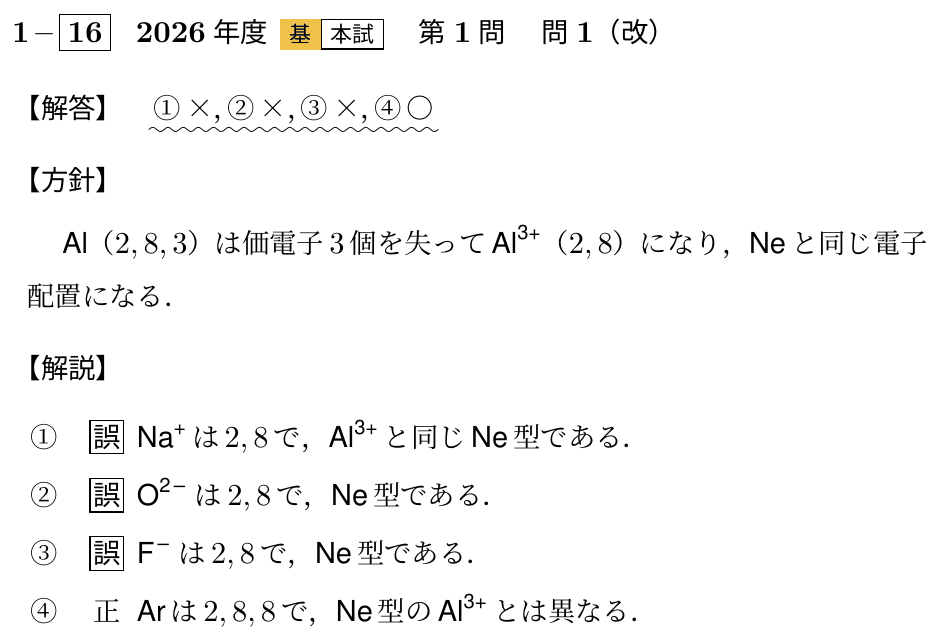 1－16 2026 年度 基 本試 第 1 問 問 1（改）
【解答】 ① ×, ② ×, ③ ×, ④ ○
【方針】
Al（2, 8, 3）は価電子 3 個を失って Al³⁺（2, 8）になり，Ne と同じ電子
配置になる．
【解説】
① 誤 Na⁺ は 2, 8 で，Al³⁺ と同じ Ne 型である．
② 誤 O²⁻ は 2, 8 で，Ne 型である．
③ 誤 F⁻ は 2, 8 で，Ne 型である．
④ 正 Ar は 2, 8, 8 で，Ne 型の Al³⁺ とは異なる．